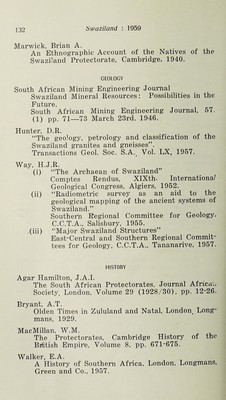 132 Swaziland : 1959
Marwick, Brian A.
An Ethnographic Account of the Natives of the
Swaziland Protectorate, Cambridge, 1940.
GEOLOGY
South African Mining Engineering Journal
Swaziland Mineral Resources: Possibilities in the
Future.
South African Mining Engineering Journal, 57.
(1) pp. 71—73 March 23rd. 1946.
Hunter, D.R.
"The geology, petrology and classification of the
Swaziland granites and gneisses".
Transactions Geol. Soc. S.A., Vol. LX, 1957.
Way, H.J.R.
(i) "The Archaean of Swaziland"
Comptes Rendus, XIXth. International
Geological Congress, Algiers, 1952.
(ii) "Radiometric survey as an aid to the
geological mapping of the ancient systems of
Swaziland."
Southern Regional Committee for Geology.
C.C.T.A., Salisbury, 1955.
(iii) "Major Swaziland Structures"
East-Central and Southern Regional Commit-
tees for Geology, C.C.T.A., Tananarive, 1957.
HISTORY
Agar Hamilton, J.A.I.
The South African Protectorates. Journal African
Society, London, Volume 29 (1928/30). pp. 12-26.
Bryant, A.T.
Olden Times in Zululand and Natal, London, Long-
mans, 1929.
MacMillan, W.M.
The Protectorates, Cambridge History of the
British Empire, Volume 8, pp. 671-675.
Walker, E.A.
A History of Southern Africa, London, Longmans,
Green and Co., 1957.